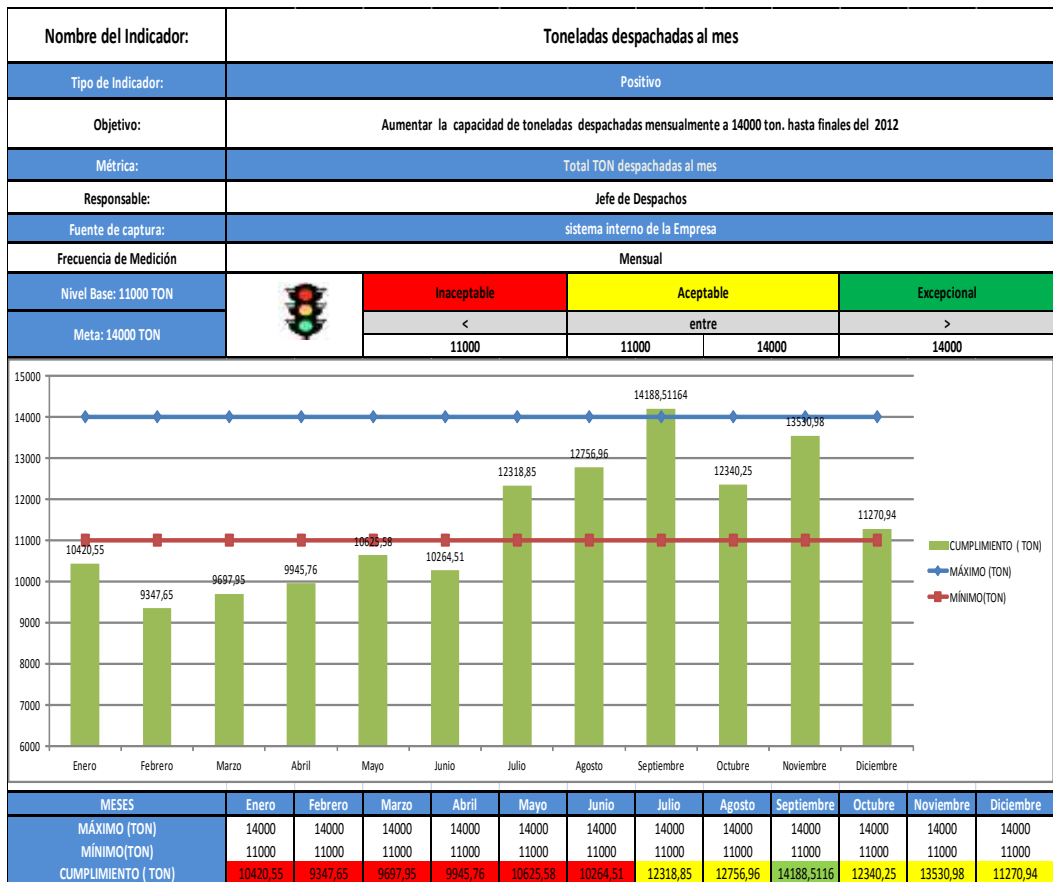 Nombre del Indicador: Toneladas despachadas al mes
Tipo de Indicador: Positivo
Objetivo: Aumentar la capacidad de toneladas despachadas mensualmente a 14000 ton. hasta finales del 2012
Métrica: Total TON despachadas al mes
Responsable: Jefe de Despachos
Fuente de captura: sistema interno de la Empresa
Frecuencia de Medición Mensual
Nivel Base: 11000 TON Inaceptable Aceptable Excepcional
Meta: 14000 TON < entre >
11000 11000 14000 14000
15000
14000
13000
12000
11000
10000
9000
8000
7000
6000
10420,55
9347,65
9697,95
9945,76
10625,58
10264,51
12318,85
12756,96
14188,51164
12340,25
13530,98
11270,94
Enero Febrero Marzo Abril Mayo Junio Julio Agosto Septiembre Octubre Noviembre Diciembre
CUMPLIMIENTO ( TON)
MÁXIMO (TON)
MÍNIMO(TON)
MESES Enero Febrero Marzo Abril Mayo Junio Julio Agosto Septiembre Octubre Noviembre Diciembre
MÁXIMO (TON) 14000 14000 14000 14000 14000 14000 14000 14000 14000 14000 14000 14000
MÍNIMO(TON) 11000 11000 11000 11000 11000 11000 11000 11000 11000 11000 11000 11000
CUMPLIMIENTO ( TON) 10420,55 9347,65 9697,95 9945,76 10625,58 10264,51 12318,85 12756,96 14188,5116 12340,25 13530,98 11270,94